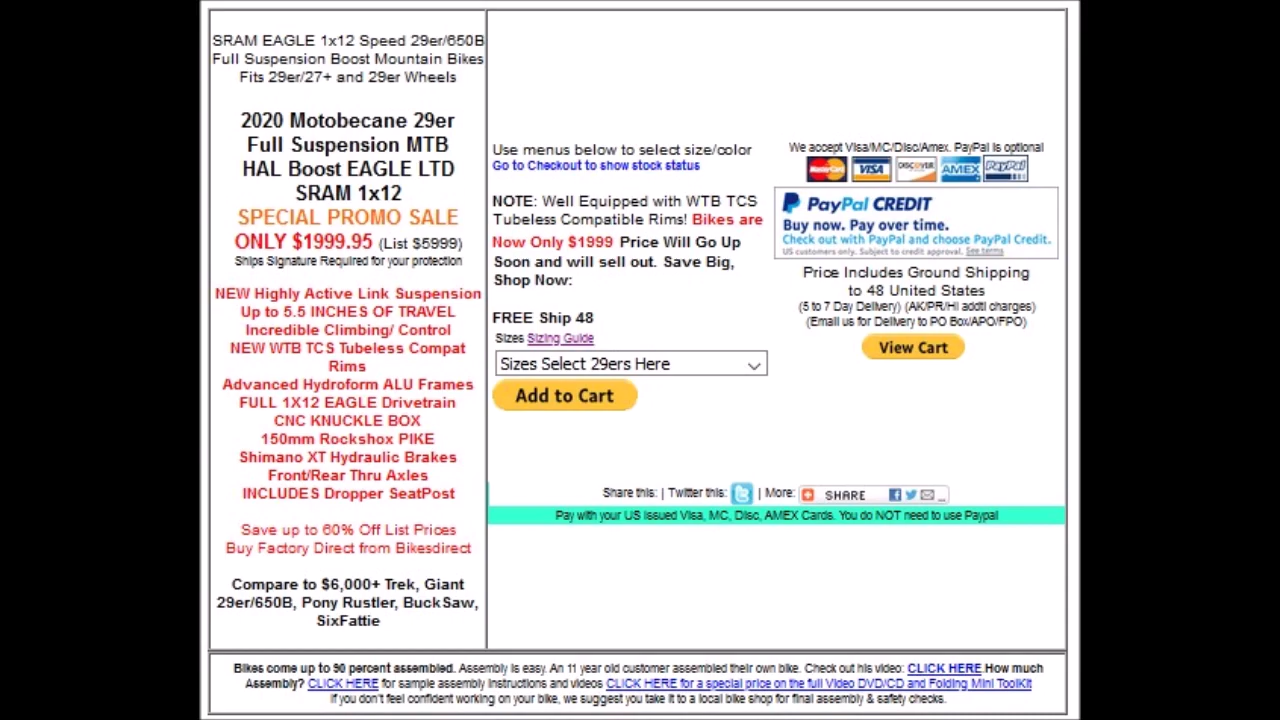 SRAM EAGLE 1x12 Speed 29er/650B
Full Suspension Boost Mountain Bikes
Fits 29er/27+ and 29er Wheels
2020 Motobecane 29er
Full Suspension MTB
HAL Boost EAGLE LTD
SRAM 1x12
SPECIAL PROMO SALE
ONLY $1999.95 (List $5999)
Ships Signature Required for your protection
NEW Highly Active Link Suspension
Up to 5.5 INCHES OF TRAVEL
Incredible Climbing/ Control
NEW WTB TCS Tubeless Compat
Rims
Advanced Hydroform ALU Frames
FULL 1X12 EAGLE Drivetrain
CNC KNUCKLE BOX
150mm Rockshox PIKE
Shimano XT Hydraulic Brakes
Front/Rear Thru Axles
INCLUDES Dropper SeatPost
Save up to 60% Off List Prices
Buy Factory Direct from Bikesdirect
Compare to $6,000+ Trek, Giant
29er/650B, Pony Rustler, BuckSaw,
SixFattie
Use menus below to select size/color
Go to Checkout to show stock status
NOTE: Well Equipped with WTB TCS
Tubeless Compatible Rims! Bikes are
Now Only $1999 Price Will Go Up
Soon and will sell out. Save Big,
Shop Now:
FREE Ship 48
Sizes Sizing Guide
Sizes Select 29ers Here
Add to Cart
We accept Visa/MC/Disc/Amex. PayPal is optional
MasterCard VISA DISCOVER AMEX PayPal
PayPal CREDIT
Buy now. Pay over time.
Check out with PayPal and choose PayPal Credit.
US customers only. Subject to credit approval. See terms
Price Includes Ground Shipping
to 48 United States
(5 to 7 Day Delivery) (AK/PR/HI addtl charges)
(Email us for Delivery to PO Box/APO/FPO)
View Cart
Share this: | Twitter this: | More: SHARE
Pay with your US issued Visa, MC, Disc, AMEX Cards. You do NOT need to use Paypal
Bikes come up to 90 percent assembled. Assembly is easy. An 11 year old customer assembled their own bike. Check out his video: CLICK HERE How much
Assembly? CLICK HERE for sample assembly instructions and videos CLICK HERE for a special price on the full Video DVD/CD and Folding Mini ToolKit
If you don't feel confident working on your bike, we suggest you take it to a local bike shop for final assembly & safety checks.